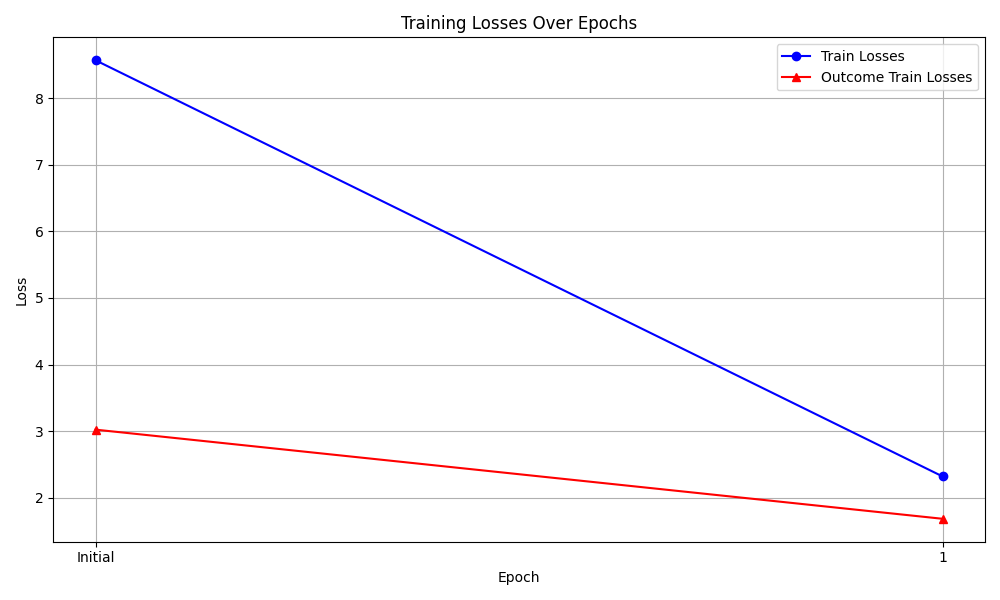 Training Losses Over Epochs
Train Losses
Outcome Train Losses
8
7
6
5
4
3
2
Loss
Initial
1
Epoch